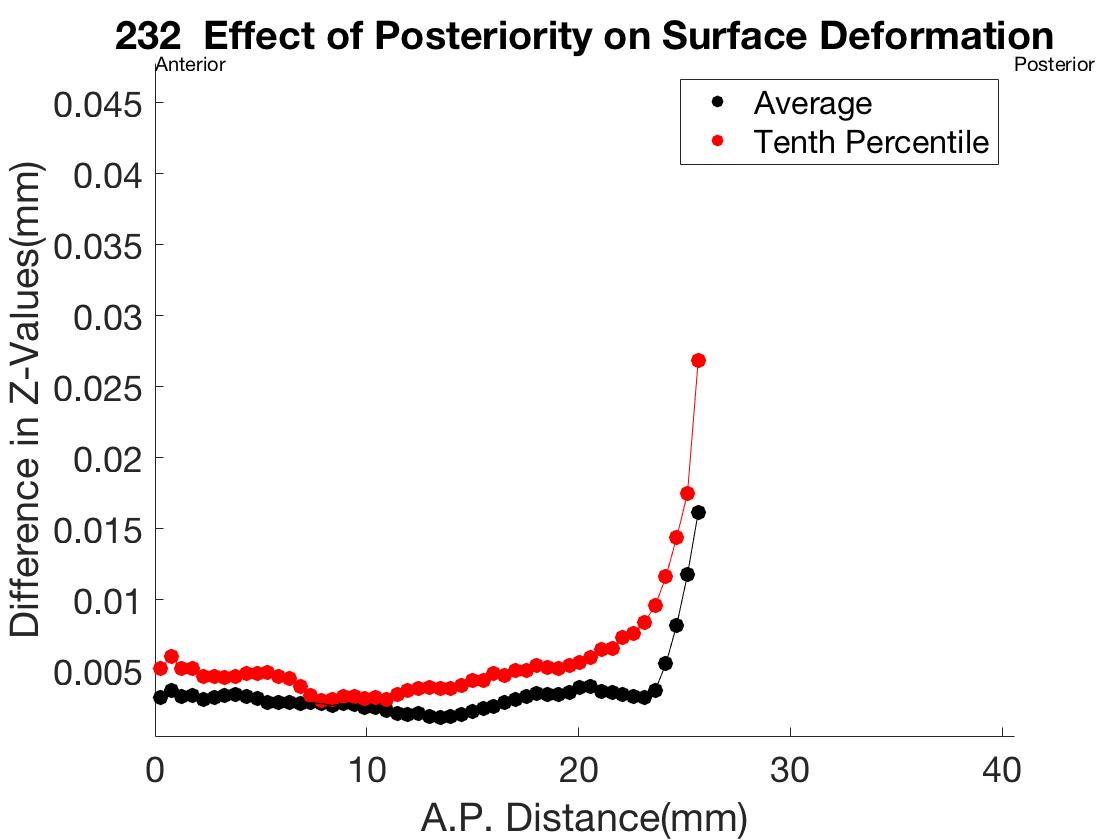 232  Effect of Posteriority on Surface Deformation
Anterior
Posterior
Average
Tenth Percentile
0.045
0.04
0.035
0.03
0.025
0.02
0.015
0.01
0.005
Difference in Z-Values(mm)
0
10
20
30
40
A.P. Distance(mm)